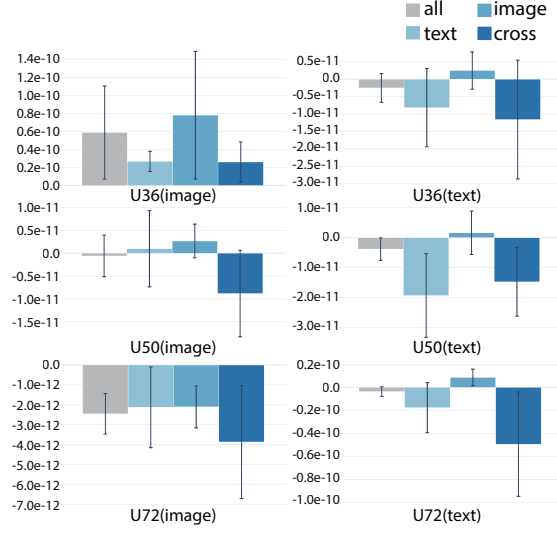 all image
text cross
1.4e-10
1.2e-10
1.0e-10
0.8e-10
0.6e-10
0.4e-10
0.2e-10
0.0
U36(image)
0.5e-11
0.0
-0.5e-11
-1.0e-11
-1.5e-11
-2.0e-11
-2.5e-11
-3.0e-11
U36(text)
1.0e-11
0.5e-11
0.0
-0.5e-11
-1.0e-11
-1.5e-11
U50(image)
1.0e-11
0.0
-1.0e-11
-2.0e-11
-3.0e-11
U50(text)
0.0
-1.0e-12
-2.0e-12
-3.0e-12
-4.0e-12
-5.0e-12
-6.0e-12
-7.0e-12
U72(image)
0.2e-10
0.0
-0.2e-10
-0.4e-10
-0.6e-10
-0.8e-10
-1.0e-10
U72(text)